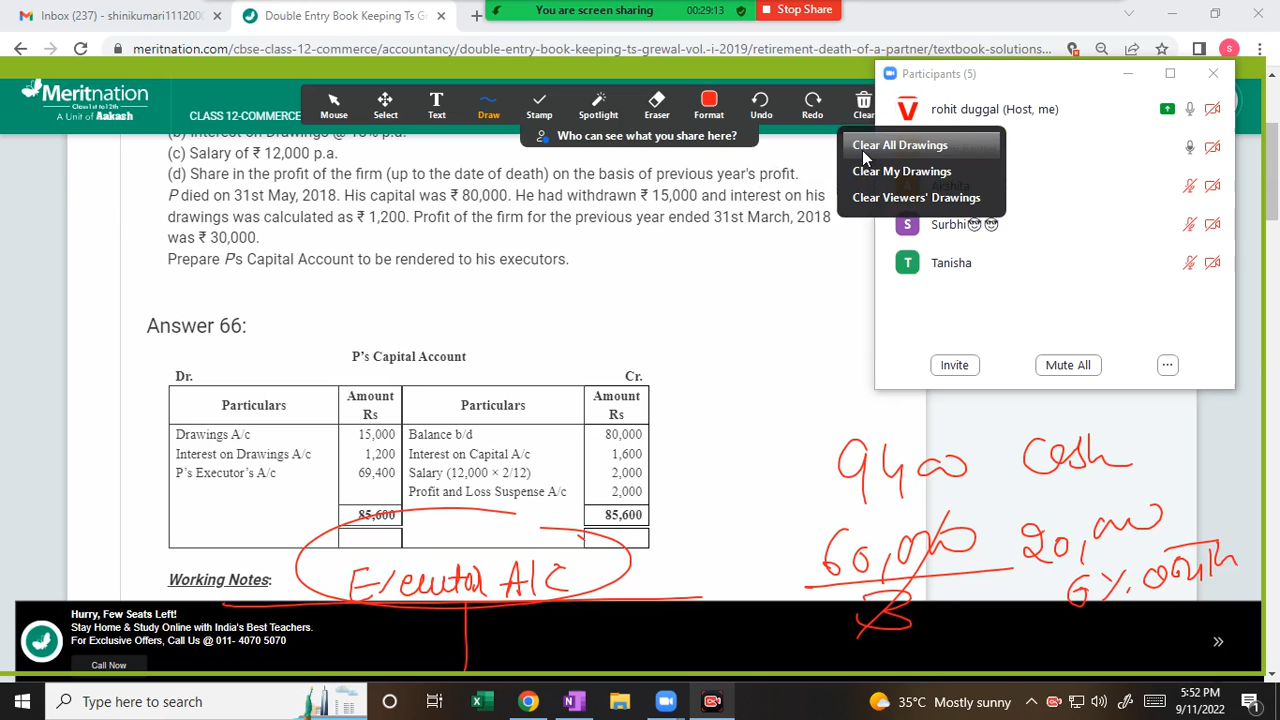 Inbox (237) - shinikumari111200
Double Entry Book Keeping Ts Gr
You are screen sharing
00:29:13
Stop Share
meritnation.com/cbse-class-12-commerce/accountancy/double-entry-book-keeping-ts-grewal-vol.-i-2019/retirement-death-of-a-partner/textbook-solutions...
Meritnation
Class 1st to 12th
A Unit of Aakash
CLASS 12-COMMERCE
Mouse Select Text Draw Stamp Spotlight Eraser Format Undo Redo Clear
Who can see what you share here?
Participants (5)
rohit duggal (Host, me)
Clear All Drawings
Clear My Drawings
Clear Viewers' Drawings
Akshita
S Surbhi😎😎
T Tanisha
Invite Mute All ...
(c) Salary of ₹ 12,000 p.a.
(d) Share in the profit of the firm (up to the date of death) on the basis of previous year's profit.
P died on 31st May, 2018. His capital was ₹ 80,000. He had withdrawn ₹ 15,000 and interest on his
drawings was calculated as ₹ 1,200. Profit of the firm for the previous year ended 31st March, 2018
was ₹ 30,000.
Prepare P's Capital Account to be rendered to his executors.
Answer 66:
P's Capital Account
Dr. Cr.
Particulars Amount Rs Particulars Amount Rs
Drawings A/c 15,000 Balance b/d 80,000
Interest on Drawings A/c 1,200 Interest on Capital A/c 1,600
P's Executor's A/c 69,400 Salary (12,000 × 2/12) 2,000
Profit and Loss Suspense A/c 2,000
85,600 85,600
Working Notes:
Executor A/C
9400 cash
60,000 20,000
3 6%
Hurry, Few Seats Left!
Stay Home & Study Online with India's Best Teachers.
For Exclusive Offers, Call Us @ 011- 4070 5070
Call Now
Type here to search
35°C Mostly sunny
5:52 PM
9/11/2022